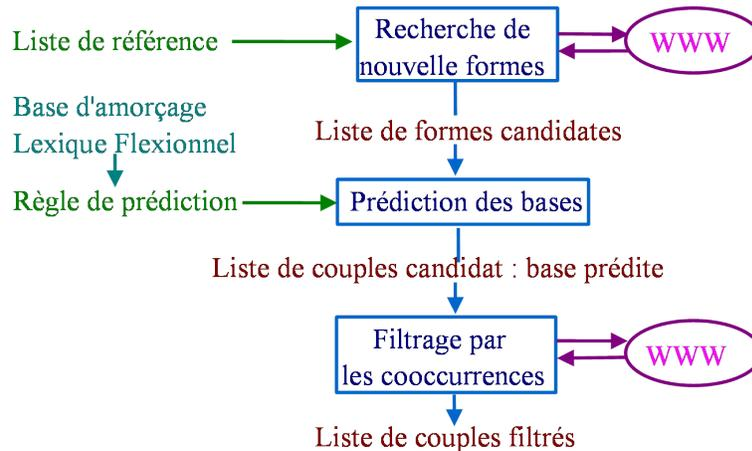 Liste de référence
Recherche de
nouvelle formes
WWW
Base d'amorçage
Lexique Flexionnel
Liste de formes candidates
Règle de prédiction
Prédiction des bases
Liste de couples candidat : base prédite
Filtrage par
les cooccurrences
WWW
Liste de couples filtrés